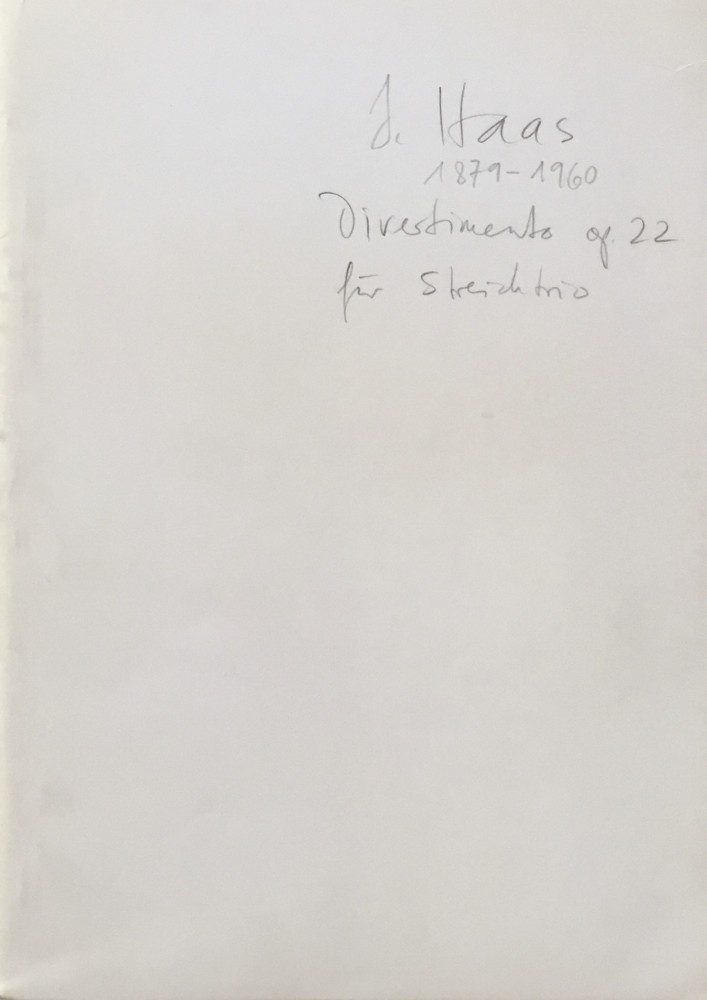 J. Haas
1879-1960
Divertimento op. 22
für Streichtrio